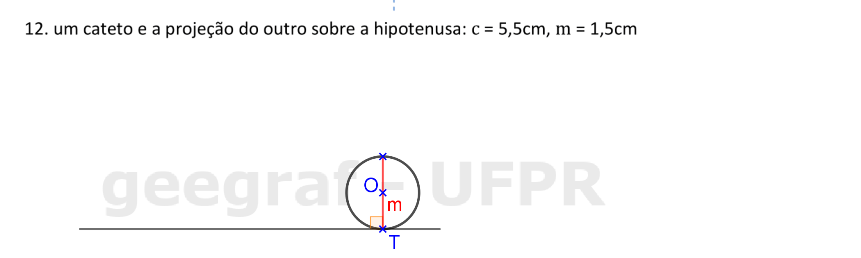 12. um cateto e a projeção do outro sobre a hipotenusa: c = 5,5cm, m = 1,5cm
geegraf - UFPR
O
m
T